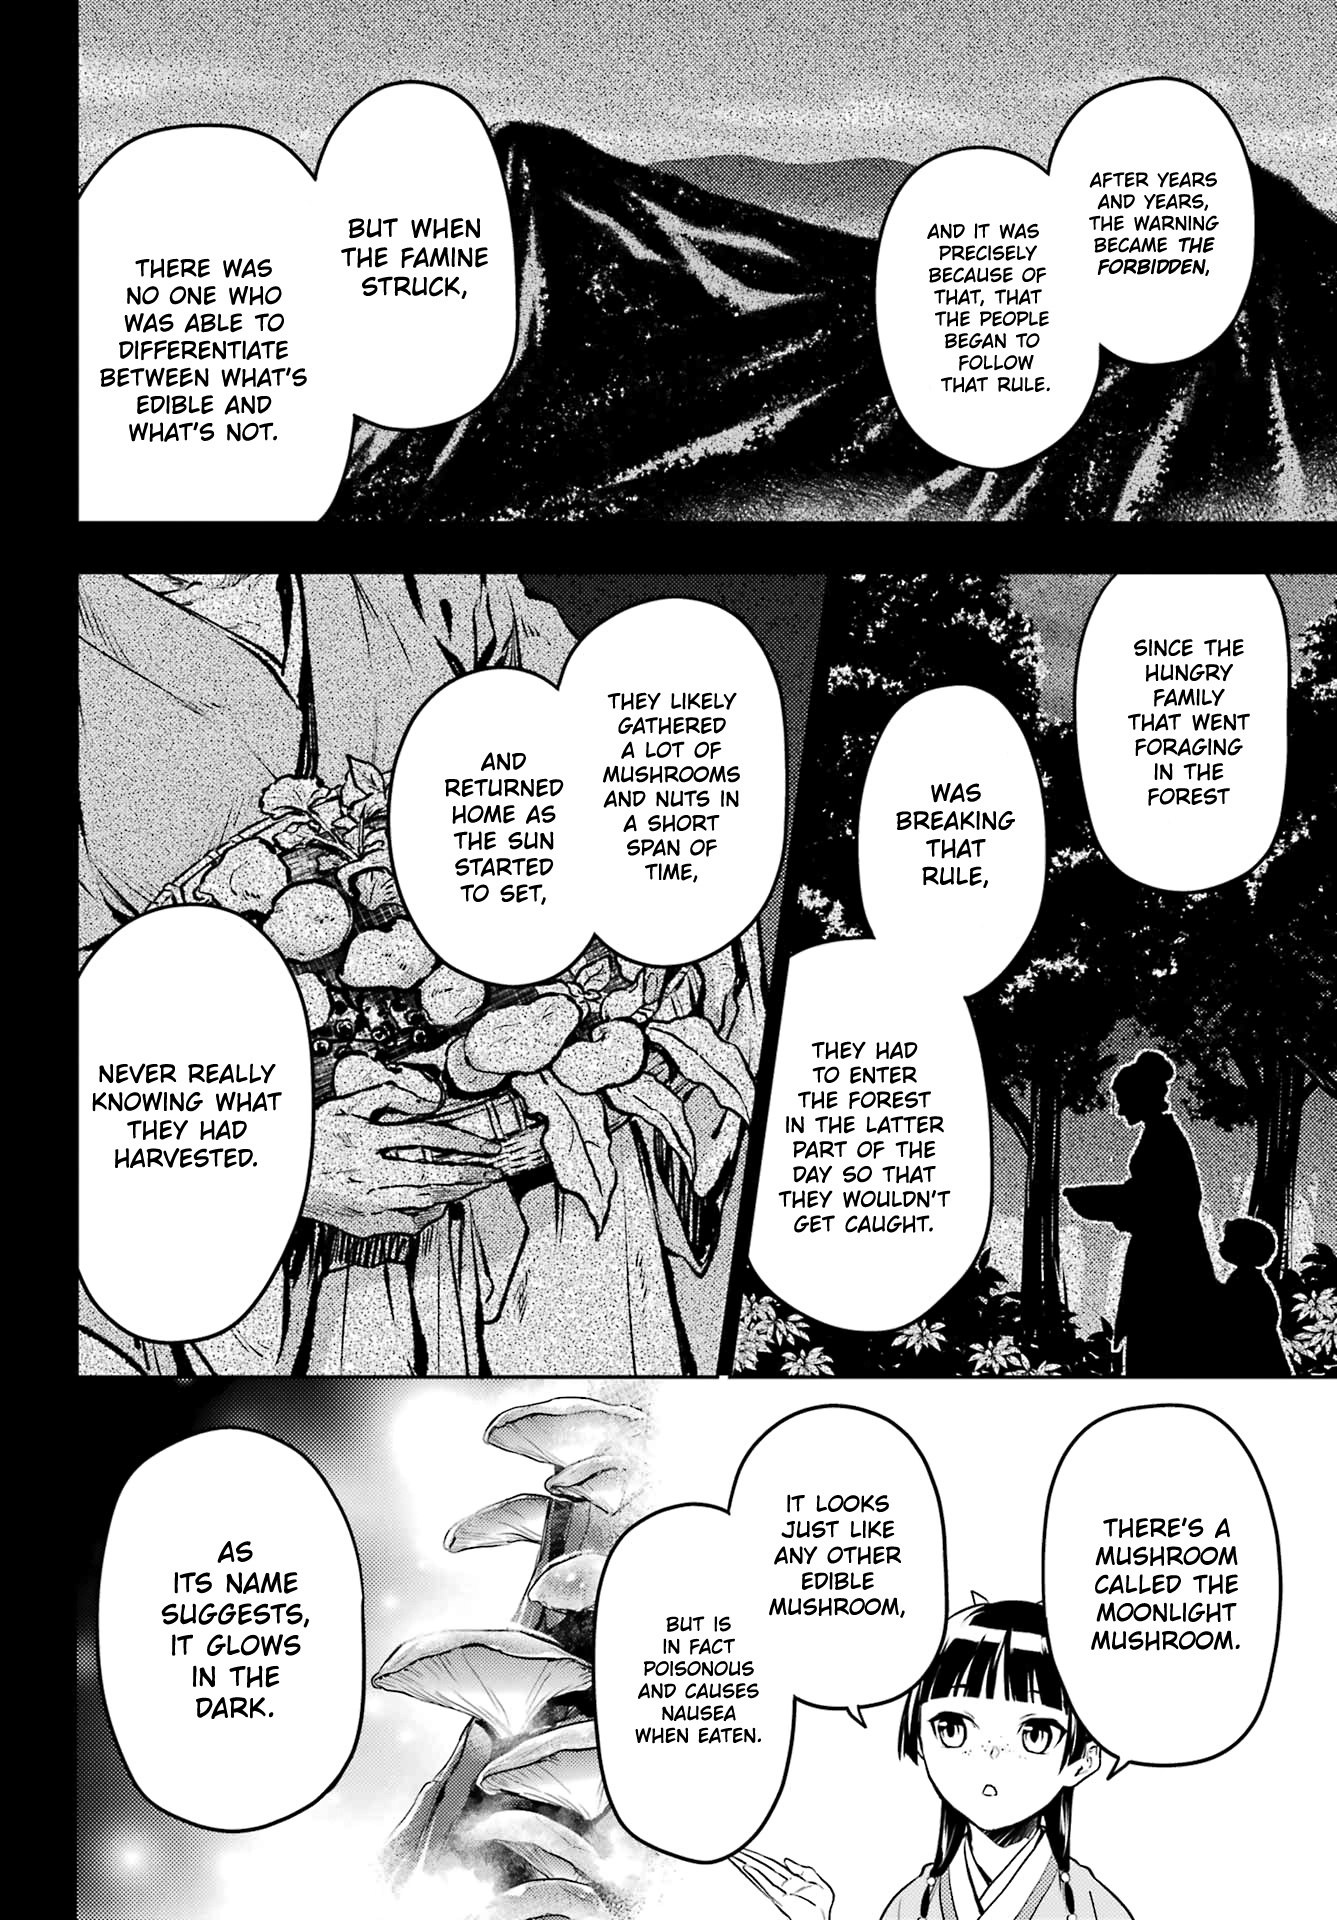 AFTER YEARS
AND YEARS,
THE WARNING
BECAME THE
FORBIDDEN,
AND IT WAS
PRECISELY
BECAUSE OF
THAT, THAT
THE PEOPLE
BEGAN TO
FOLLOW
THAT RULE.
BUT WHEN
THE FAMINE
STRUCK,
THERE WAS
NO ONE WHO
WAS ABLE TO
DIFFERENTIATE
BETWEEN WHAT'S
EDIBLE AND
WHAT'S NOT.
SINCE THE
HUNGRY
FAMILY
THAT WENT
FORAGING
IN THE
FOREST
WAS
BREAKING
THAT
RULE,
THEY HAD
TO ENTER
THE FOREST
IN THE LATTER
PART OF THE
DAY SO THAT
THEY WOULDN'T
GET CAUGHT.
THEY LIKELY
GATHERED
A LOT OF
MUSHROOMS
AND NUTS IN
A SHORT
SPAN OF
TIME,
AND
RETURNED
HOME AS
THE SUN
STARTED
TO SET,
NEVER REALLY
KNOWING WHAT
THEY HAD
HARVESTED.
THERE'S A
MUSHROOM
CALLED THE
MOONLIGHT
MUSHROOM.
IT LOOKS
JUST LIKE
ANY OTHER
EDIBLE
MUSHROOM,
BUT IS
IN FACT
POISONOUS
AND CAUSES
NAUSEA
WHEN EATEN.
AS
ITS NAME
SUGGESTS,
IT GLOWS
IN THE
DARK.